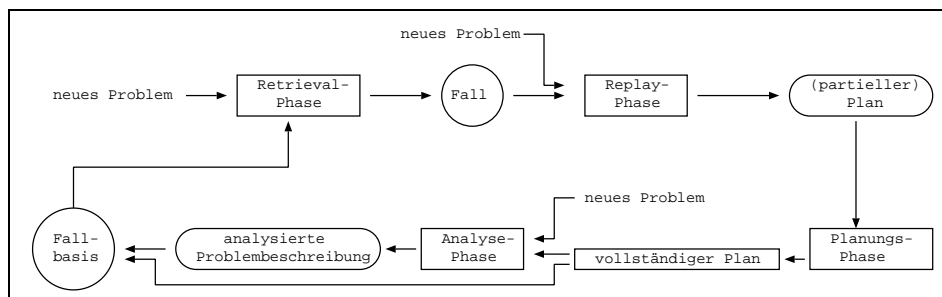 neues Problem
neues Problem
Retrieval-
Phase
Fall
Replay-
Phase
(partieller)
Plan
neues Problem
Fall-
basis
analysierte
Problembeschreibung
Analyse-
Phase
vollständiger Plan
Planungs-
Phase